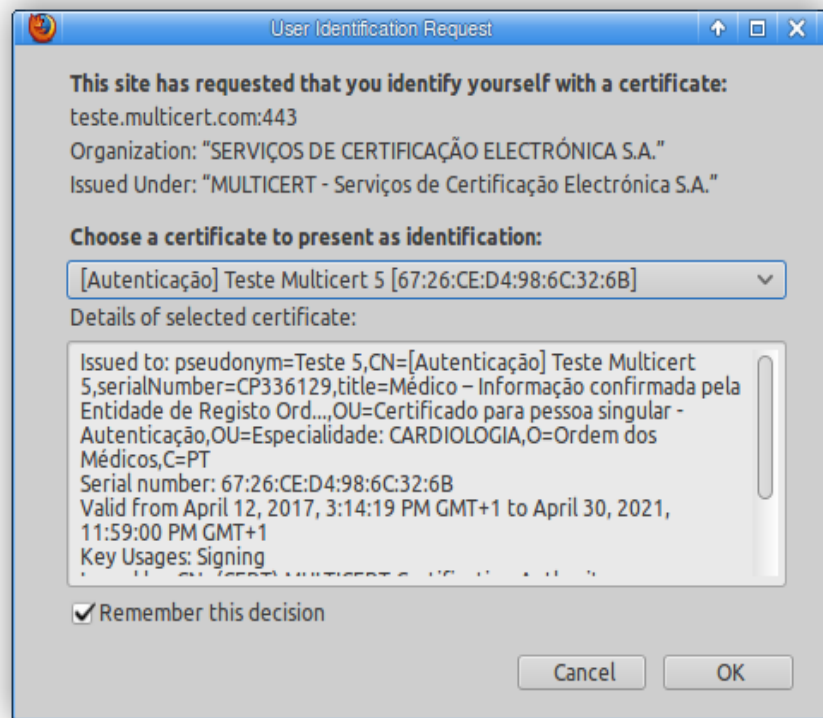 User Identification Request
This site has requested that you identify yourself with a certificate:
teste.multicert.com:443
Organization: “SERVIÇOS DE CERTIFICAÇÃO ELECTRÓNICA S.A.”
Issued Under: “MULTICERT - Serviços de Certificação Electrónica S.A.”
Choose a certificate to present as identification:
[Autenticação] Teste Multicert 5 [67:26:CE:D4:98:6C:32:6B]
Details of selected certificate:
Issued to: pseudonym=Teste 5,CN=[Autenticação] Teste Multicert
5,serialNumber=CP336129,title=Médico – Informação confirmada pela
Entidade de Registo Ord...,OU=Certificado para pessoa singular -
Autenticação,OU=Especialidade: CARDIOLOGIA,O=Ordem dos
Médicos,C=PT
Serial number: 67:26:CE:D4:98:6C:32:6B
Valid from April 12, 2017, 3:14:19 PM GMT+1 to April 30, 2021,
11:59:00 PM GMT+1
Key Usages: Signing
Remember this decision
Cancel
OK